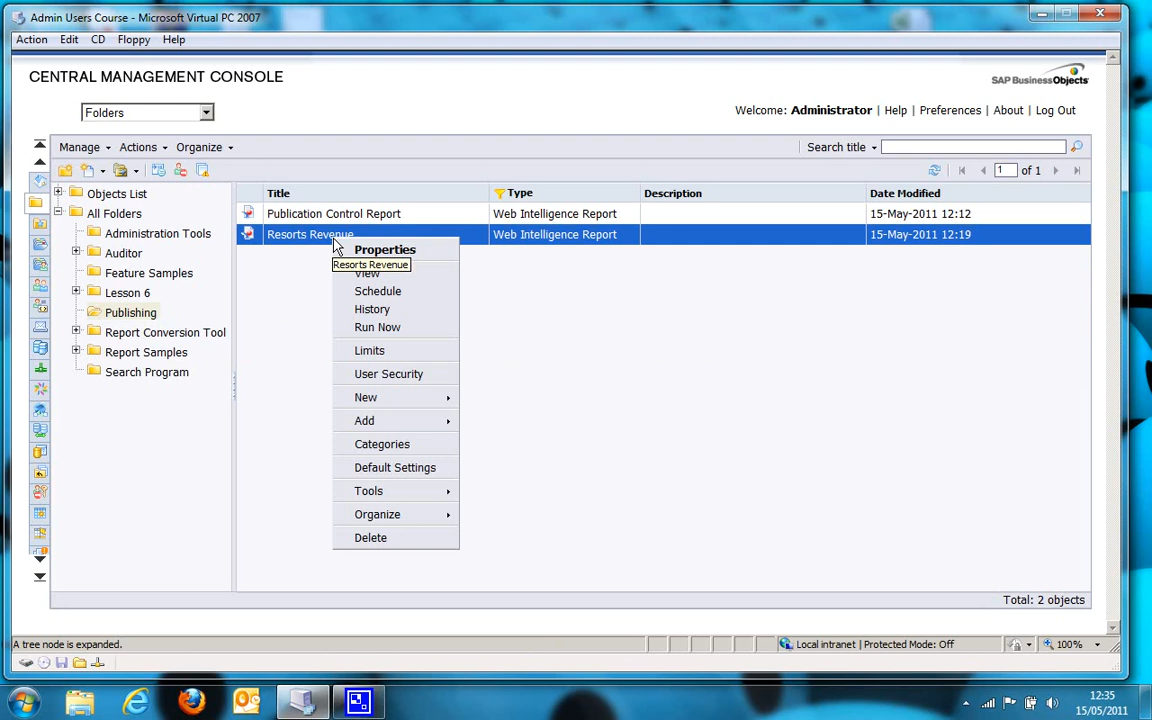 Admin Users Course - Microsoft Virtual PC 2007
Action Edit CD Floppy Help
CENTRAL MANAGEMENT CONSOLE
SAP BusinessObjects
Folders
Welcome: Administrator | Help | Preferences | About | Log Out
Manage Actions Organize
Search title
1 of 1
Objects List
All Folders
Administration Tools
Auditor
Feature Samples
Lesson 6
Publishing
Report Conversion Tool
Report Samples
Search Program
Title Type Description Date Modified
Publication Control Report Web Intelligence Report 15-May-2011 12:12
Resorts Revenue Web Intelligence Report 15-May-2011 12:19
Properties
Resorts Revenue
View
Schedule
History
Run Now
Limits
User Security
New
Add
Categories
Default Settings
Tools
Organize
Delete
Total: 2 objects
A tree node is expanded.
Local intranet | Protected Mode: Off
100%
12:35
15/05/2011